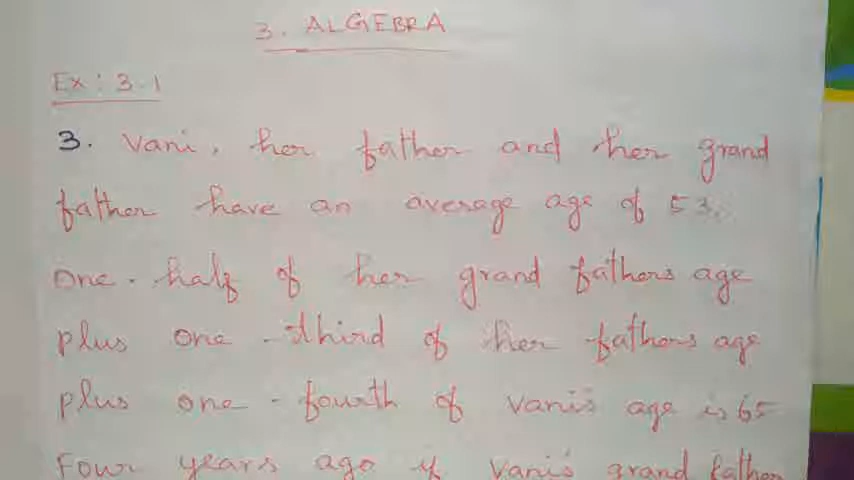 3. ALGEBRA
Ex: 3.1
3. Vani, her father and her grand
father have an average age of 53.
One-half of her grand fathers age
plus one-third of her fathers age
plus one-fourth of vani's age is 65
Four years ago if vani's grand father